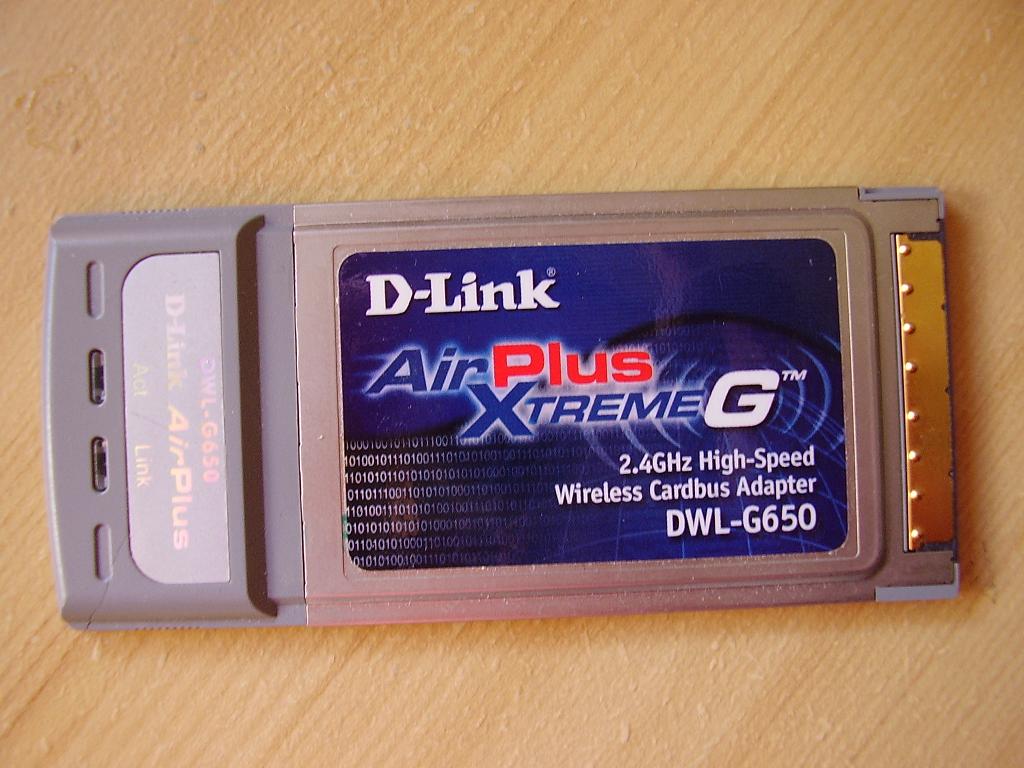 D-Link®
AirPlus
XTREME G™
2.4GHz High-Speed
Wireless Cardbus Adapter
DWL-G650
DWL-G650
D-Link AirPlus
Act Link